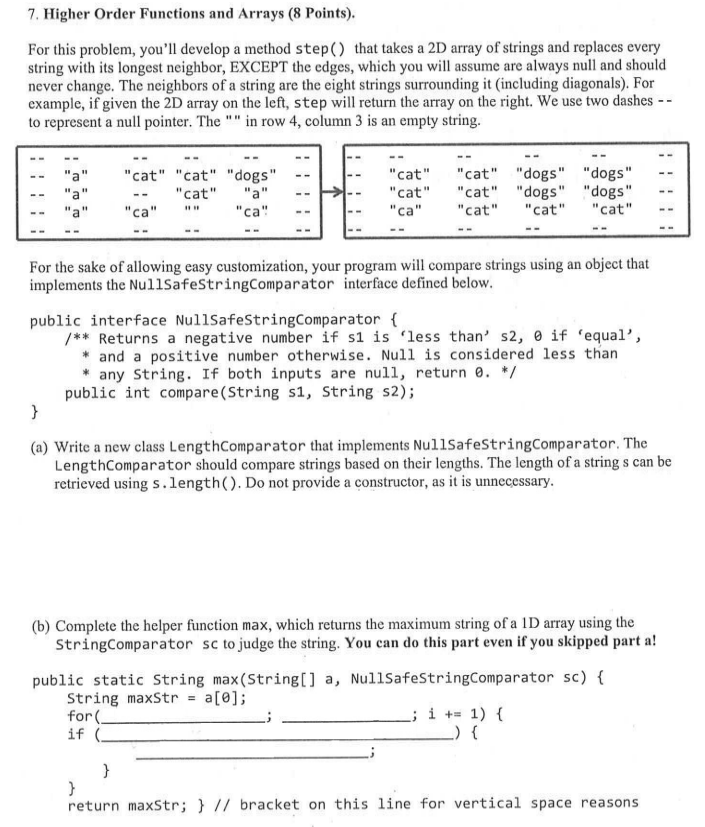 7. Higher Order Functions and Arrays (8 Points).
For this problem, you'll develop a method step() that takes a 2D array of strings and replaces every
string with its longest neighbor, EXCEPT the edges, which you will assume are always null and should
never change. The neighbors of a string are the eight strings surrounding it (including diagonals). For
example, if given the 2D array on the left, step will return the array on the right. We use two dashes --
to represent a null pointer. The "" in row 4, column 3 is an empty string.
-- -- -- -- -- -- -- -- -- -- -- --
-- "a" "cat" "cat" "dogs" -- -- "cat" "cat" "dogs" "dogs" --
-- "a" -- "cat" "a" -- → -- "cat" "cat" "dogs" "dogs" --
-- "a" "ca" "" "ca" -- -- "ca" "cat" "cat" "cat" --
-- -- -- -- -- -- -- -- -- -- -- --
For the sake of allowing easy customization, your program will compare strings using an object that
implements the NullSafeStringComparator interface defined below.
public interface NullSafeStringComparator {
/** Returns a negative number if s1 is 'less than' s2, 0 if 'equal',
* and a positive number otherwise. Null is considered less than
* any String. If both inputs are null, return 0. */
public int compare(String s1, String s2);
}
(a) Write a new class LengthComparator that implements NullSafeStringComparator. The
LengthComparator should compare strings based on their lengths. The length of a string s can be
retrieved using s.length(). Do not provide a constructor, as it is unnecessary.
(b) Complete the helper function max, which returns the maximum string of a 1D array using the
StringComparator sc to judge the string. You can do this part even if you skipped part a!
public static String max(String[] a, NullSafeStringComparator sc) {
String maxStr = a[0];
for(____________________; ________________; i += 1) {
if (__________________________________________) {
______________________________;
}
}
return maxStr; } // bracket on this line for vertical space reasons